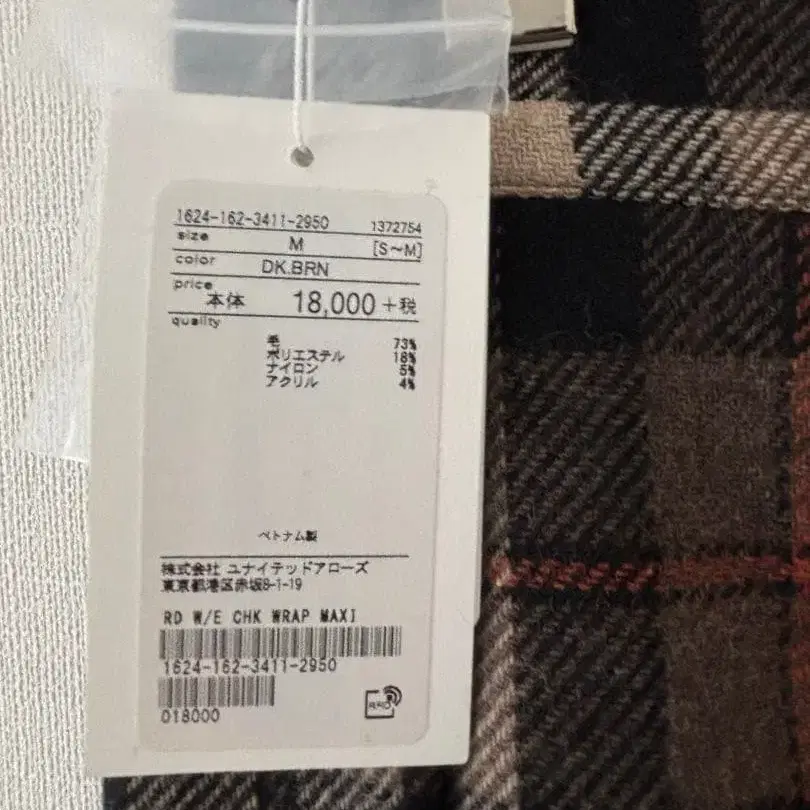 1624-162-3411-2950 1372754
size M [S~M]
color DK.BRN
price
本体 18,000+税
quality
毛 73%
ポリエステル 18%
ナイロン 5%
アクリル 4%
ベトナム製
株式会社 ユナイテッドアローズ
東京都港区赤坂8-1-19
RD W/E CHK WRAP MAXI
1624-162-3411-2950
018000
RFID